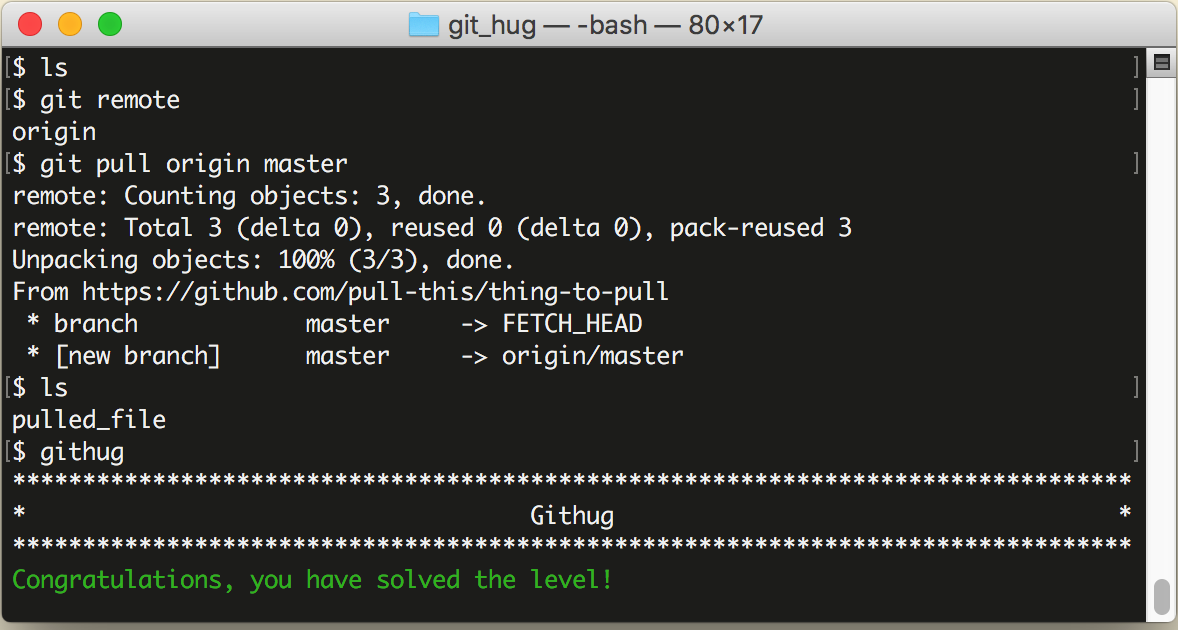 git_hug — -bash — 80×17
[$ ls ]
[$ git remote ]
origin
[$ git pull origin master ]
remote: Counting objects: 3, done.
remote: Total 3 (delta 0), reused 0 (delta 0), pack-reused 3
Unpacking objects: 100% (3/3), done.
From https://github.com/pull-this/thing-to-pull
 * branch            master     -> FETCH_HEAD
 * [new branch]      master     -> origin/master
[$ ls ]
pulled_file
[$ githug ]
********************************************************************************
*                                    Githug                                    *
********************************************************************************
Congratulations, you have solved the level!